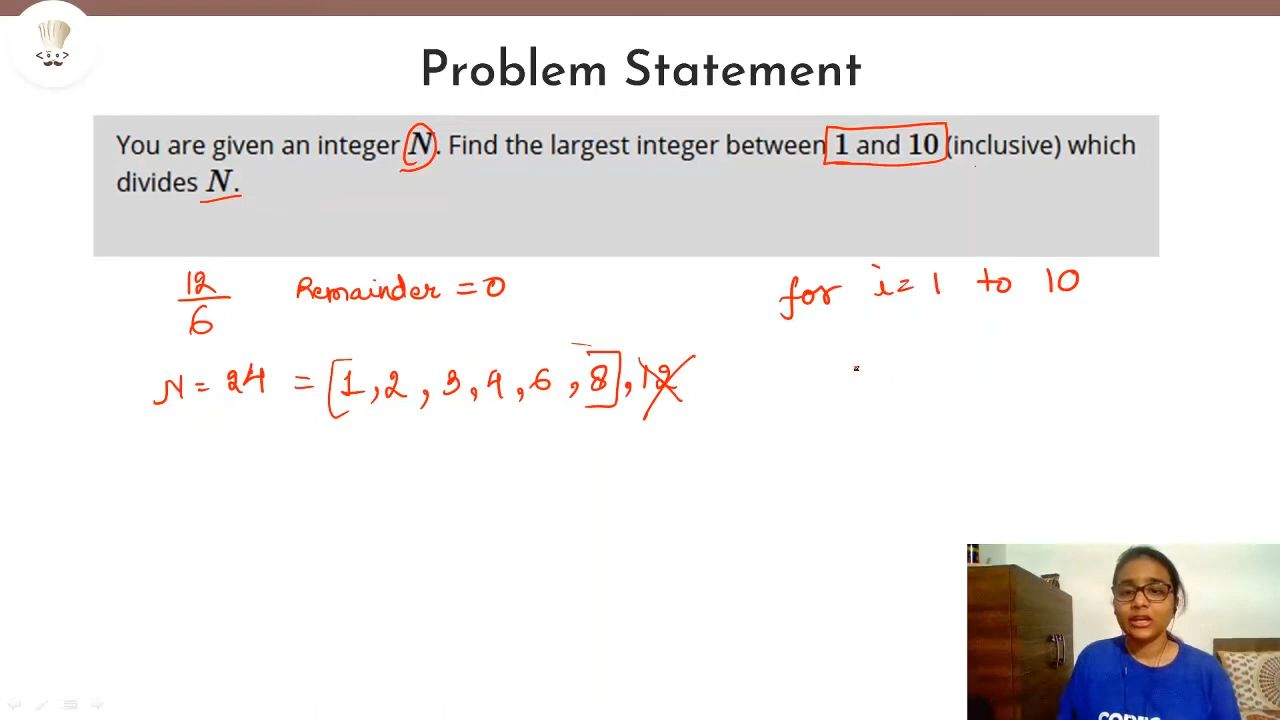 Problem Statement
You are given an integer N. Find the largest integer between 1 and 10 (inclusive) which
divides N.
12
6
Remainder = 0
for i= 1 to 10
N = 24 = [1, 2, 3, 4, 6, 8], 12